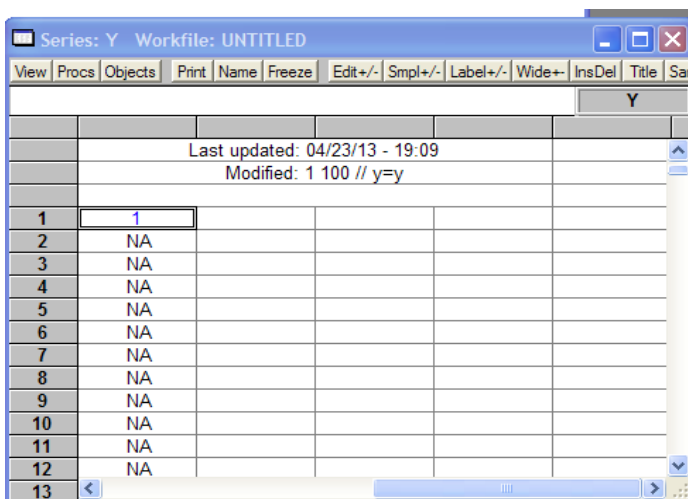 Series: Y Workfile: UNTITLED
View Procs Objects Print Name Freeze Edit+/- Smpl+/- Label+/- Wide+- InsDel Title Sa
Y
Last updated: 04/23/13 - 19:09
Modified: 1 100 // y=y
1 1
2 NA
3 NA
4 NA
5 NA
6 NA
7 NA
8 NA
9 NA
10 NA
11 NA
12 NA
13